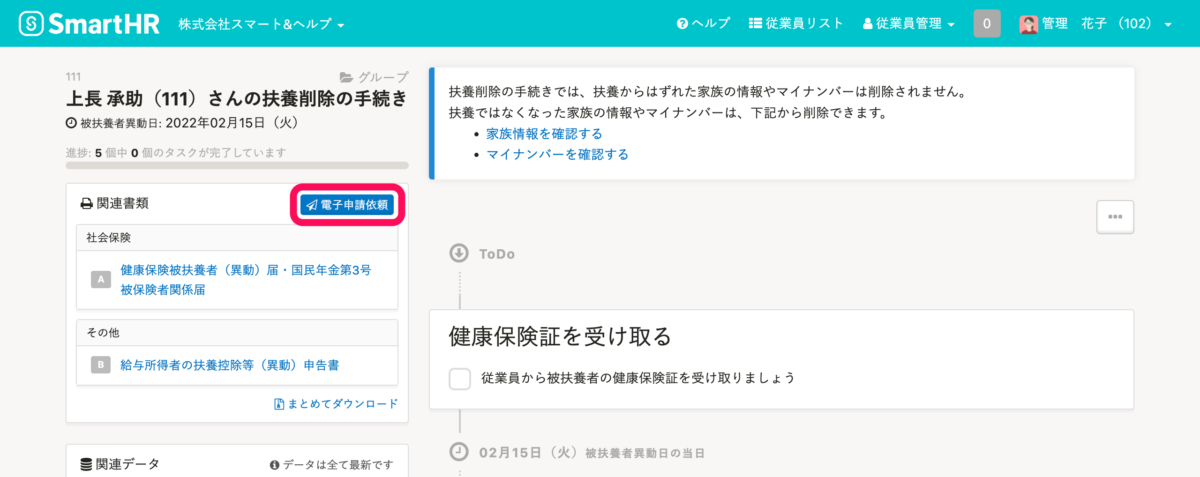 SmartHR 株式会社スマート&ヘルプ ヘルプ 従業員リスト 従業員管理 0 管理 花子 (102)
111 グループ
上長 承助（111）さんの扶養削除の手続き
被扶養者異動日: 2022年02月15日（火）
進捗: 5 個中 0 個のタスクが完了しています
関連書類 電子申請依頼
社会保険
A 健康保険被扶養者（異動）届・国民年金第3号
被保険者関係届
その他
B 給与所得者の扶養控除等（異動）申告書
まとめてダウンロード
関連データ データは全て最新です
扶養削除の手続きでは、扶養からはずれた家族の情報やマイナンバーは削除されません。
扶養ではなくなった家族の情報やマイナンバーは、下記から削除できます。
• 家族情報を確認する
• マイナンバーを確認する
•••
ToDo
健康保険証を受け取る
従業員から被扶養者の健康保険証を受け取りましょう
02月15日（火）被扶養者異動日の当日